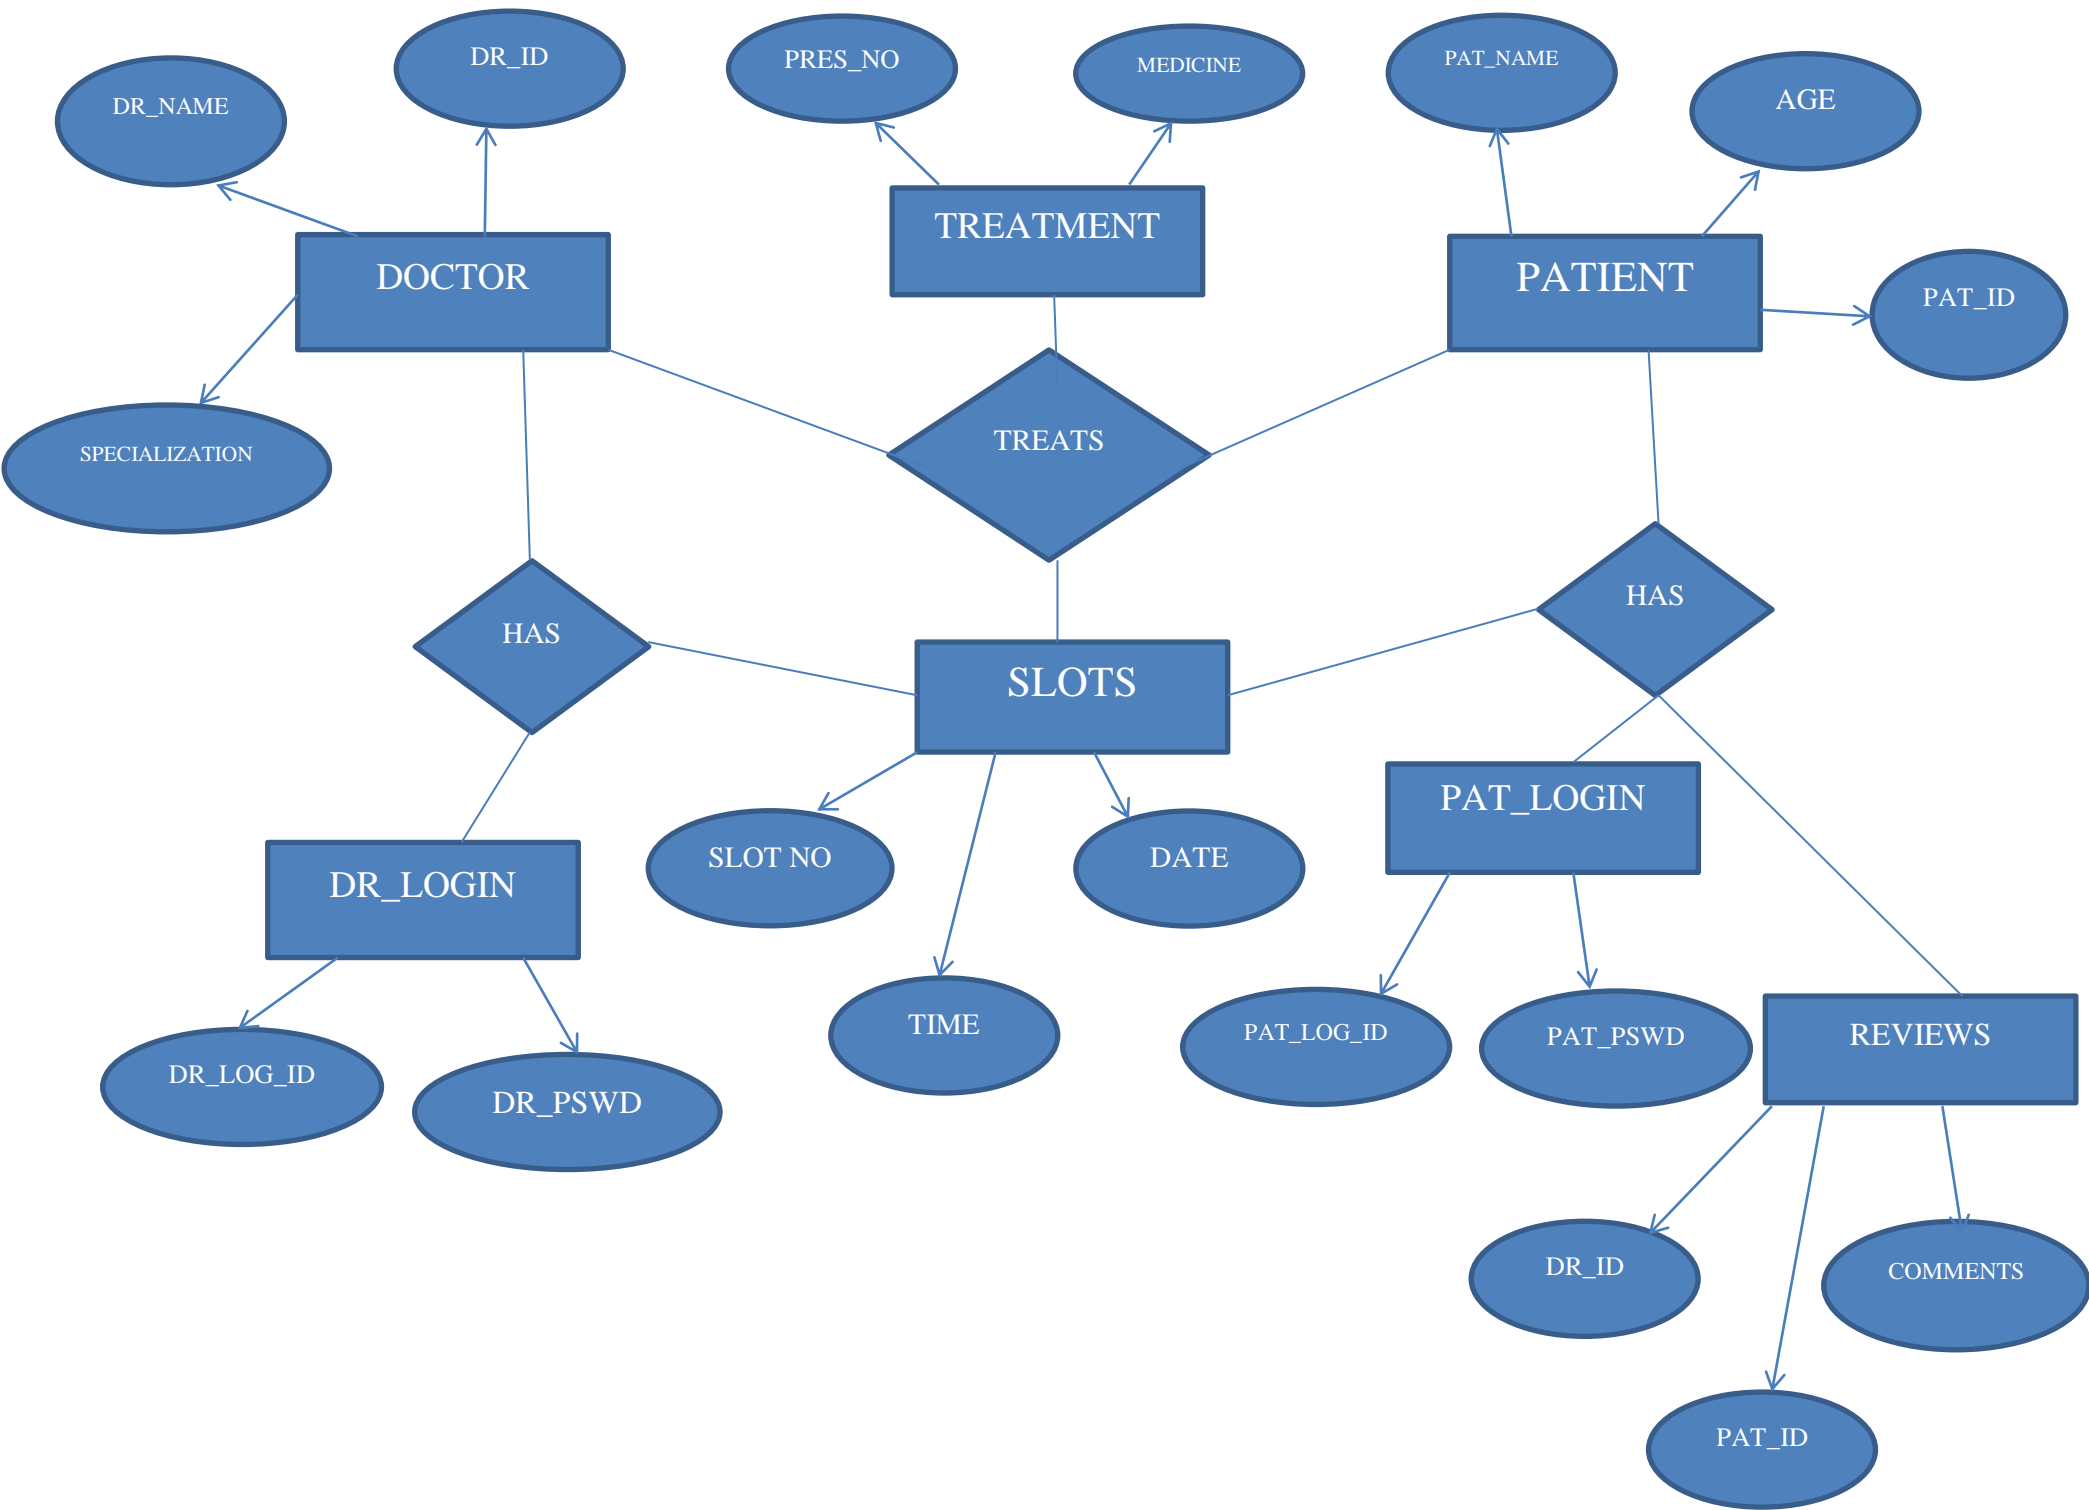 DR_NAME
DR_ID
PRES_NO
MEDICINE
PAT_NAME
AGE
DOCTOR
TREATMENT
PATIENT
PAT_ID
SPECIALIZATION
TREATS
HAS
HAS
SLOTS
DR_LOGIN
SLOT NO
DATE
PAT_LOGIN
TIME
DR_LOG_ID
DR_PSWD
PAT_LOG_ID
PAT_PSWD
REVIEWS
DR_ID
COMMENTS
PAT_ID